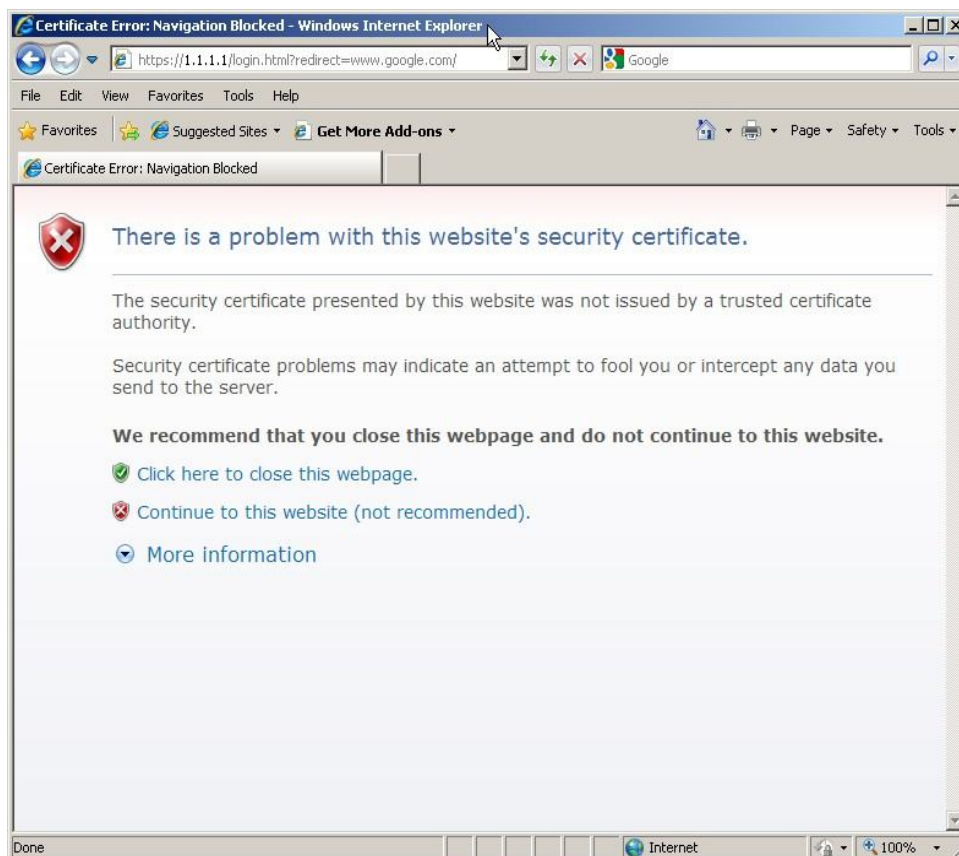 Certificate Error: Navigation Blocked - Windows Internet Explorer
https://1.1.1.1/login.html?redirect=www.google.com/
Google
File Edit View Favorites Tools Help
Favorites Suggested Sites Get More Add-ons Page Safety Tools
Certificate Error: Navigation Blocked
There is a problem with this website's security certificate.
The security certificate presented by this website was not issued by a trusted certificate
authority.
Security certificate problems may indicate an attempt to fool you or intercept any data you
send to the server.
We recommend that you close this webpage and do not continue to this website.
Click here to close this webpage.
Continue to this website (not recommended).
More information
Done Internet 100%